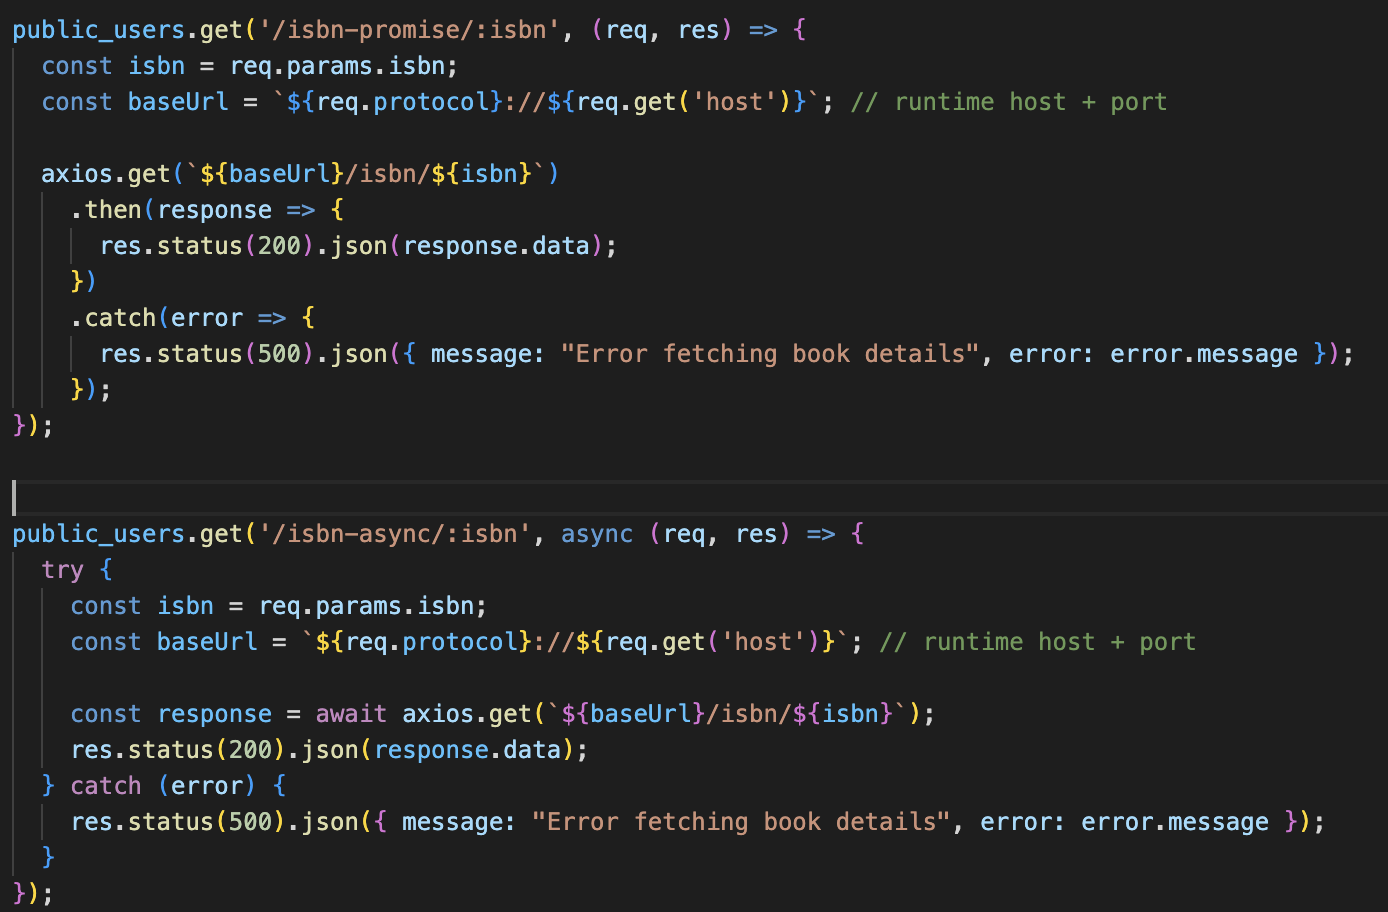 public_users.get('/isbn-promise/:isbn', (req, res) => {
  const isbn = req.params.isbn;
  const baseUrl = `${req.protocol}://${req.get('host')}`; // runtime host + port

  axios.get(`${baseUrl}/isbn/${isbn}`)
    .then(response => {
      res.status(200).json(response.data);
    })
    .catch(error => {
      res.status(500).json({ message: "Error fetching book details", error: error.message });
    });
});

public_users.get('/isbn-async/:isbn', async (req, res) => {
  try {
    const isbn = req.params.isbn;
    const baseUrl = `${req.protocol}://${req.get('host')}`; // runtime host + port

    const response = await axios.get(`${baseUrl}/isbn/${isbn}`);
    res.status(200).json(response.data);
  } catch (error) {
    res.status(500).json({ message: "Error fetching book details", error: error.message });
  }
});